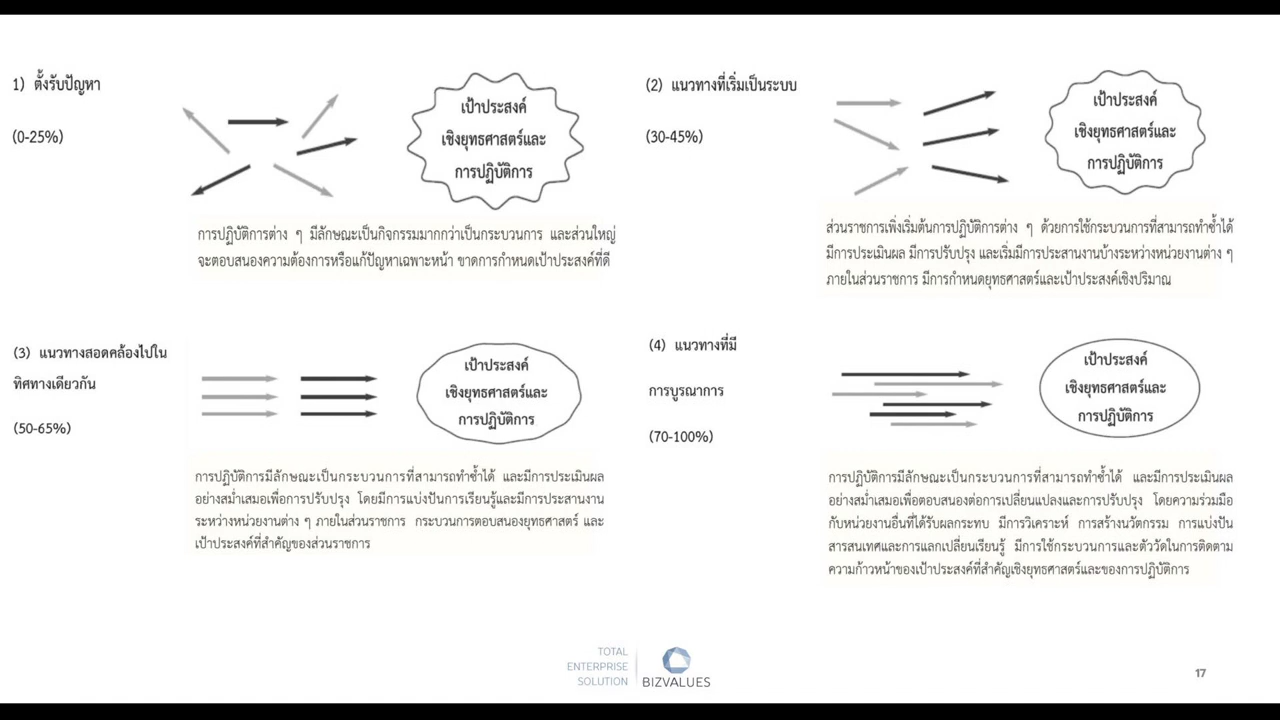 1) ตั้งรับปัญหา
(0-25%)
เป้าประสงค์
เชิงยุทธศาสตร์และ
การปฏิบัติการ
การปฏิบัติการต่าง ๆ มีลักษณะเป็นกิจกรรมมากกว่าเป็นกระบวนการ และส่วนใหญ่
จะตอบสนองความต้องการหรือแก้ปัญหาเฉพาะหน้า ขาดการกำหนดเป้าประสงค์ที่ดี
(2) แนวทางที่เริ่มเป็นระบบ
(30-45%)
เป้าประสงค์
เชิงยุทธศาสตร์และ
การปฏิบัติการ
ส่วนราชการเพิ่งเริ่มต้นการปฏิบัติการต่าง ๆ ด้วยการใช้กระบวนการที่สามารถทำซ้ำได้
มีการประเมินผล มีการปรับปรุง และเริ่มมีการประสานงานบ้างระหว่างหน่วยงานต่าง ๆ
ภายในส่วนราชการ มีการกำหนดยุทธศาสตร์และเป้าประสงค์เชิงปริมาณ
(3) แนวทางสอดคล้องไปใน
ทิศทางเดียวกัน
(50-65%)
เป้าประสงค์
เชิงยุทธศาสตร์และ
การปฏิบัติการ
การปฏิบัติการมีลักษณะเป็นกระบวนการที่สามารถทำซ้ำได้ และมีการประเมินผล
อย่างสม่ำเสมอเพื่อการปรับปรุง โดยมีการแบ่งปันการเรียนรู้และมีการประสานงาน
ระหว่างหน่วยงานต่าง ๆ ภายในส่วนราชการ กระบวนการตอบสนองยุทธศาสตร์ และ
เป้าประสงค์ที่สำคัญของส่วนราชการ
(4) แนวทางที่มี
การบูรณาการ
(70-100%)
เป้าประสงค์
เชิงยุทธศาสตร์และ
การปฏิบัติการ
การปฏิบัติการมีลักษณะเป็นกระบวนการที่สามารถทำซ้ำได้ และมีการประเมินผล
อย่างสม่ำเสมอเพื่อตอบสนองต่อการเปลี่ยนแปลงและการปรับปรุง โดยความร่วมมือ
กับหน่วยงานอื่นที่ได้รับผลกระทบ มีการวิเคราะห์ การสร้างนวัตกรรม การแบ่งปัน
สารสนเทศและการแลกเปลี่ยนเรียนรู้ มีการใช้กระบวนการและตัววัดในการติดตาม
ความก้าวหน้าของเป้าประสงค์ที่สำคัญเชิงยุทธศาสตร์และของการปฏิบัติการ
TOTAL
ENTERPRISE
SOLUTION
BIZVALUES
17